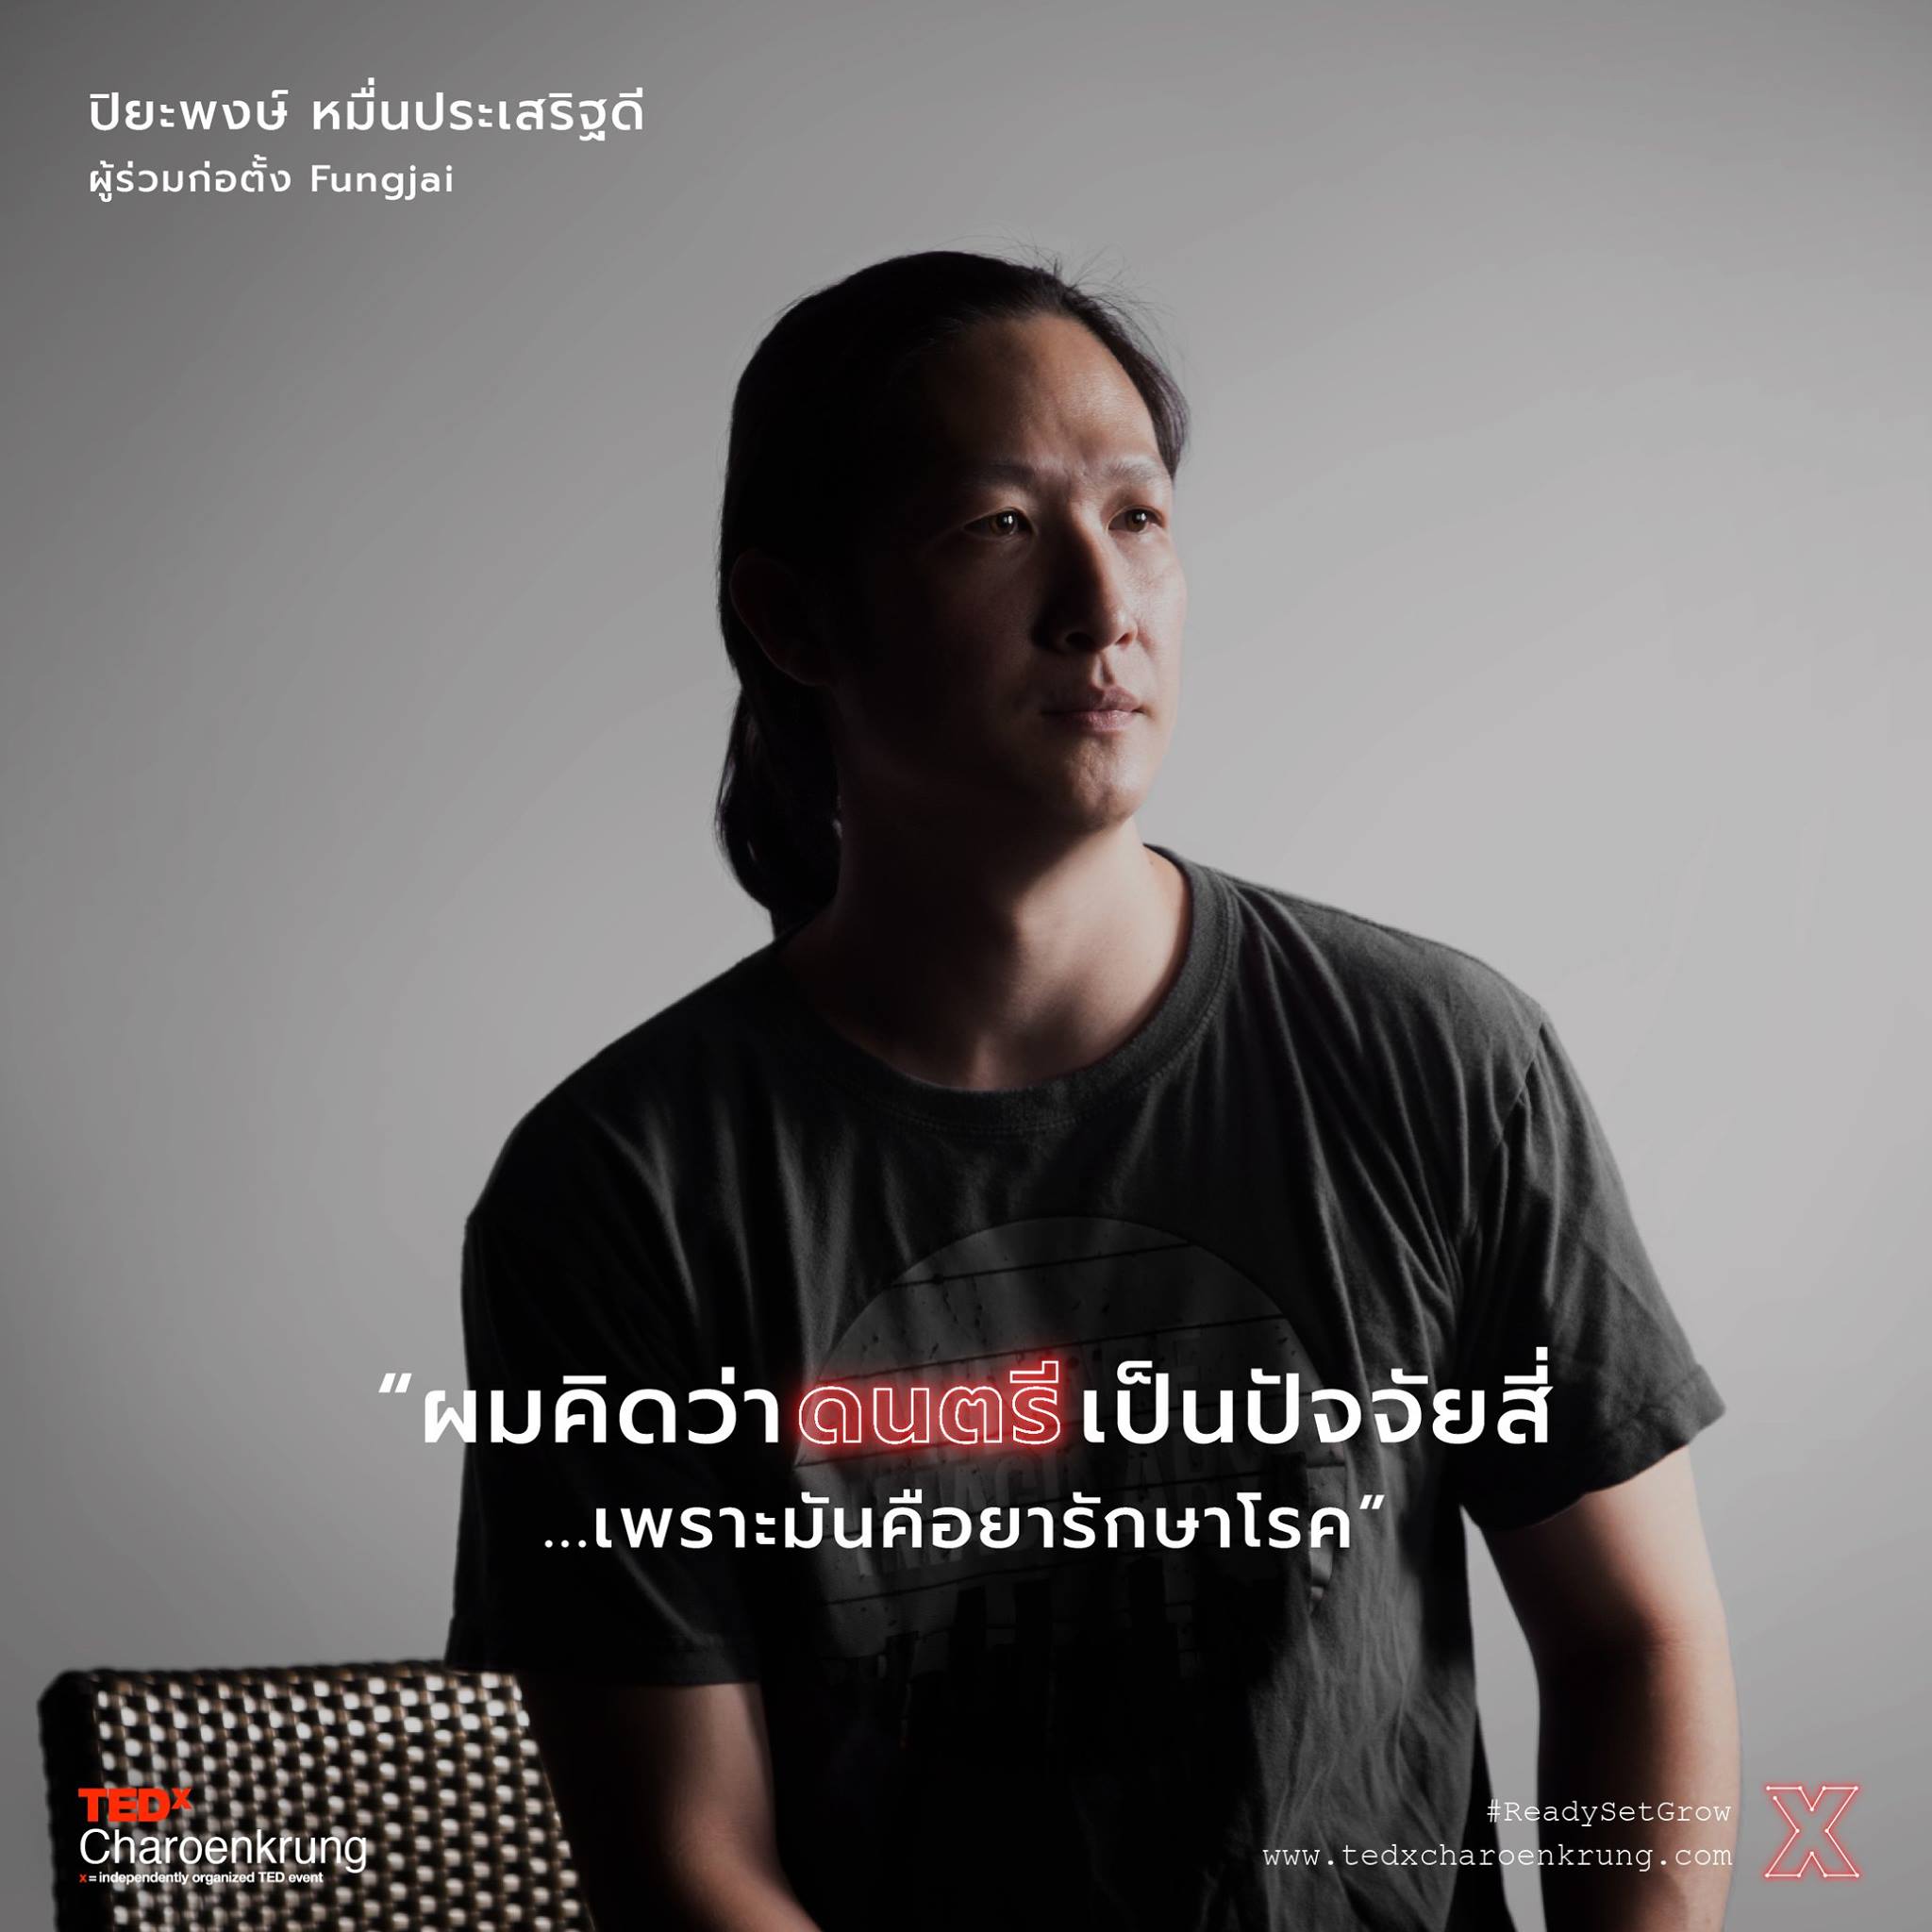 ปิยะพงษ์ หมื่นประเสริฐดี
ผู้ร่วมก่อตั้ง Fungjai
“ผมคิดว่าดนตรีเป็นปัจจัยสี่
...เพราะมันคือยารักษาโรค”
TEDx
Charoenkrung
x = independently organized TED event
#ReadySetGrow
www.tedxcharoenkrung.com
X